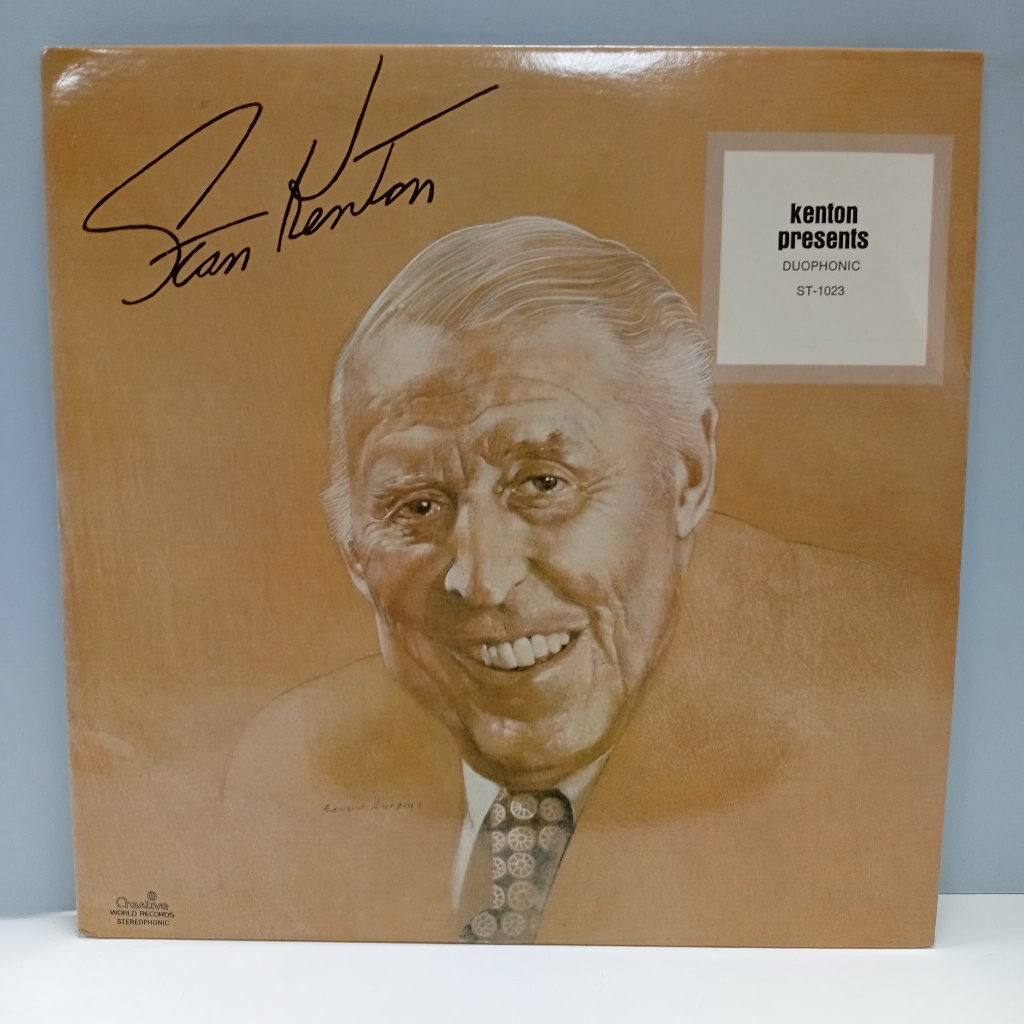 Stan Kenton
kenton
presents
DUOPHONIC
ST-1023
Creative
WORLD RECORDS
STEREOPHONIC